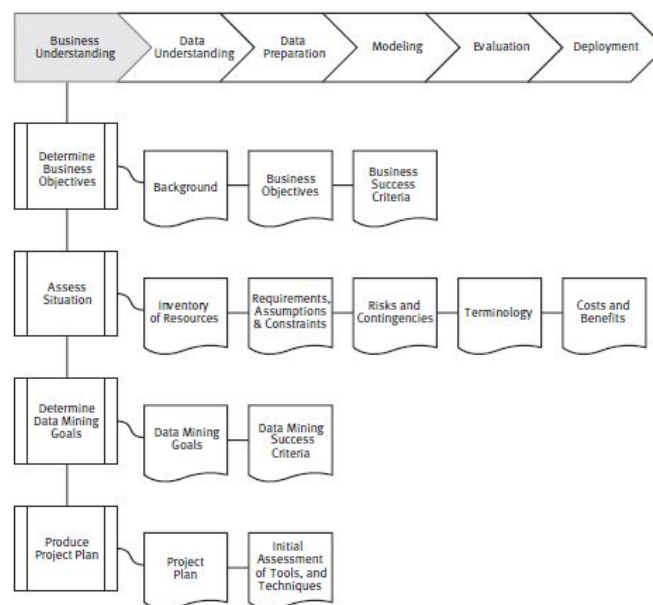 Business
Understanding
Data
Understanding
Data
Preparation
Modeling
Evaluation
Deployment
Determine
Business
Objectives
Background
Business
Objectives
Business
Success
Criteria
Assess
Situation
Inventory
of Resources
Requirements,
Assumptions
& Constraints
Risks and
Contingencies
Terminology
Costs and
Benefits
Determine
Data Mining
Goals
Data Mining
Goals
Data Mining
Success
Criteria
Produce
Project Plan
Project
Plan
Initial
Assessment
of Tools, and
Techniques